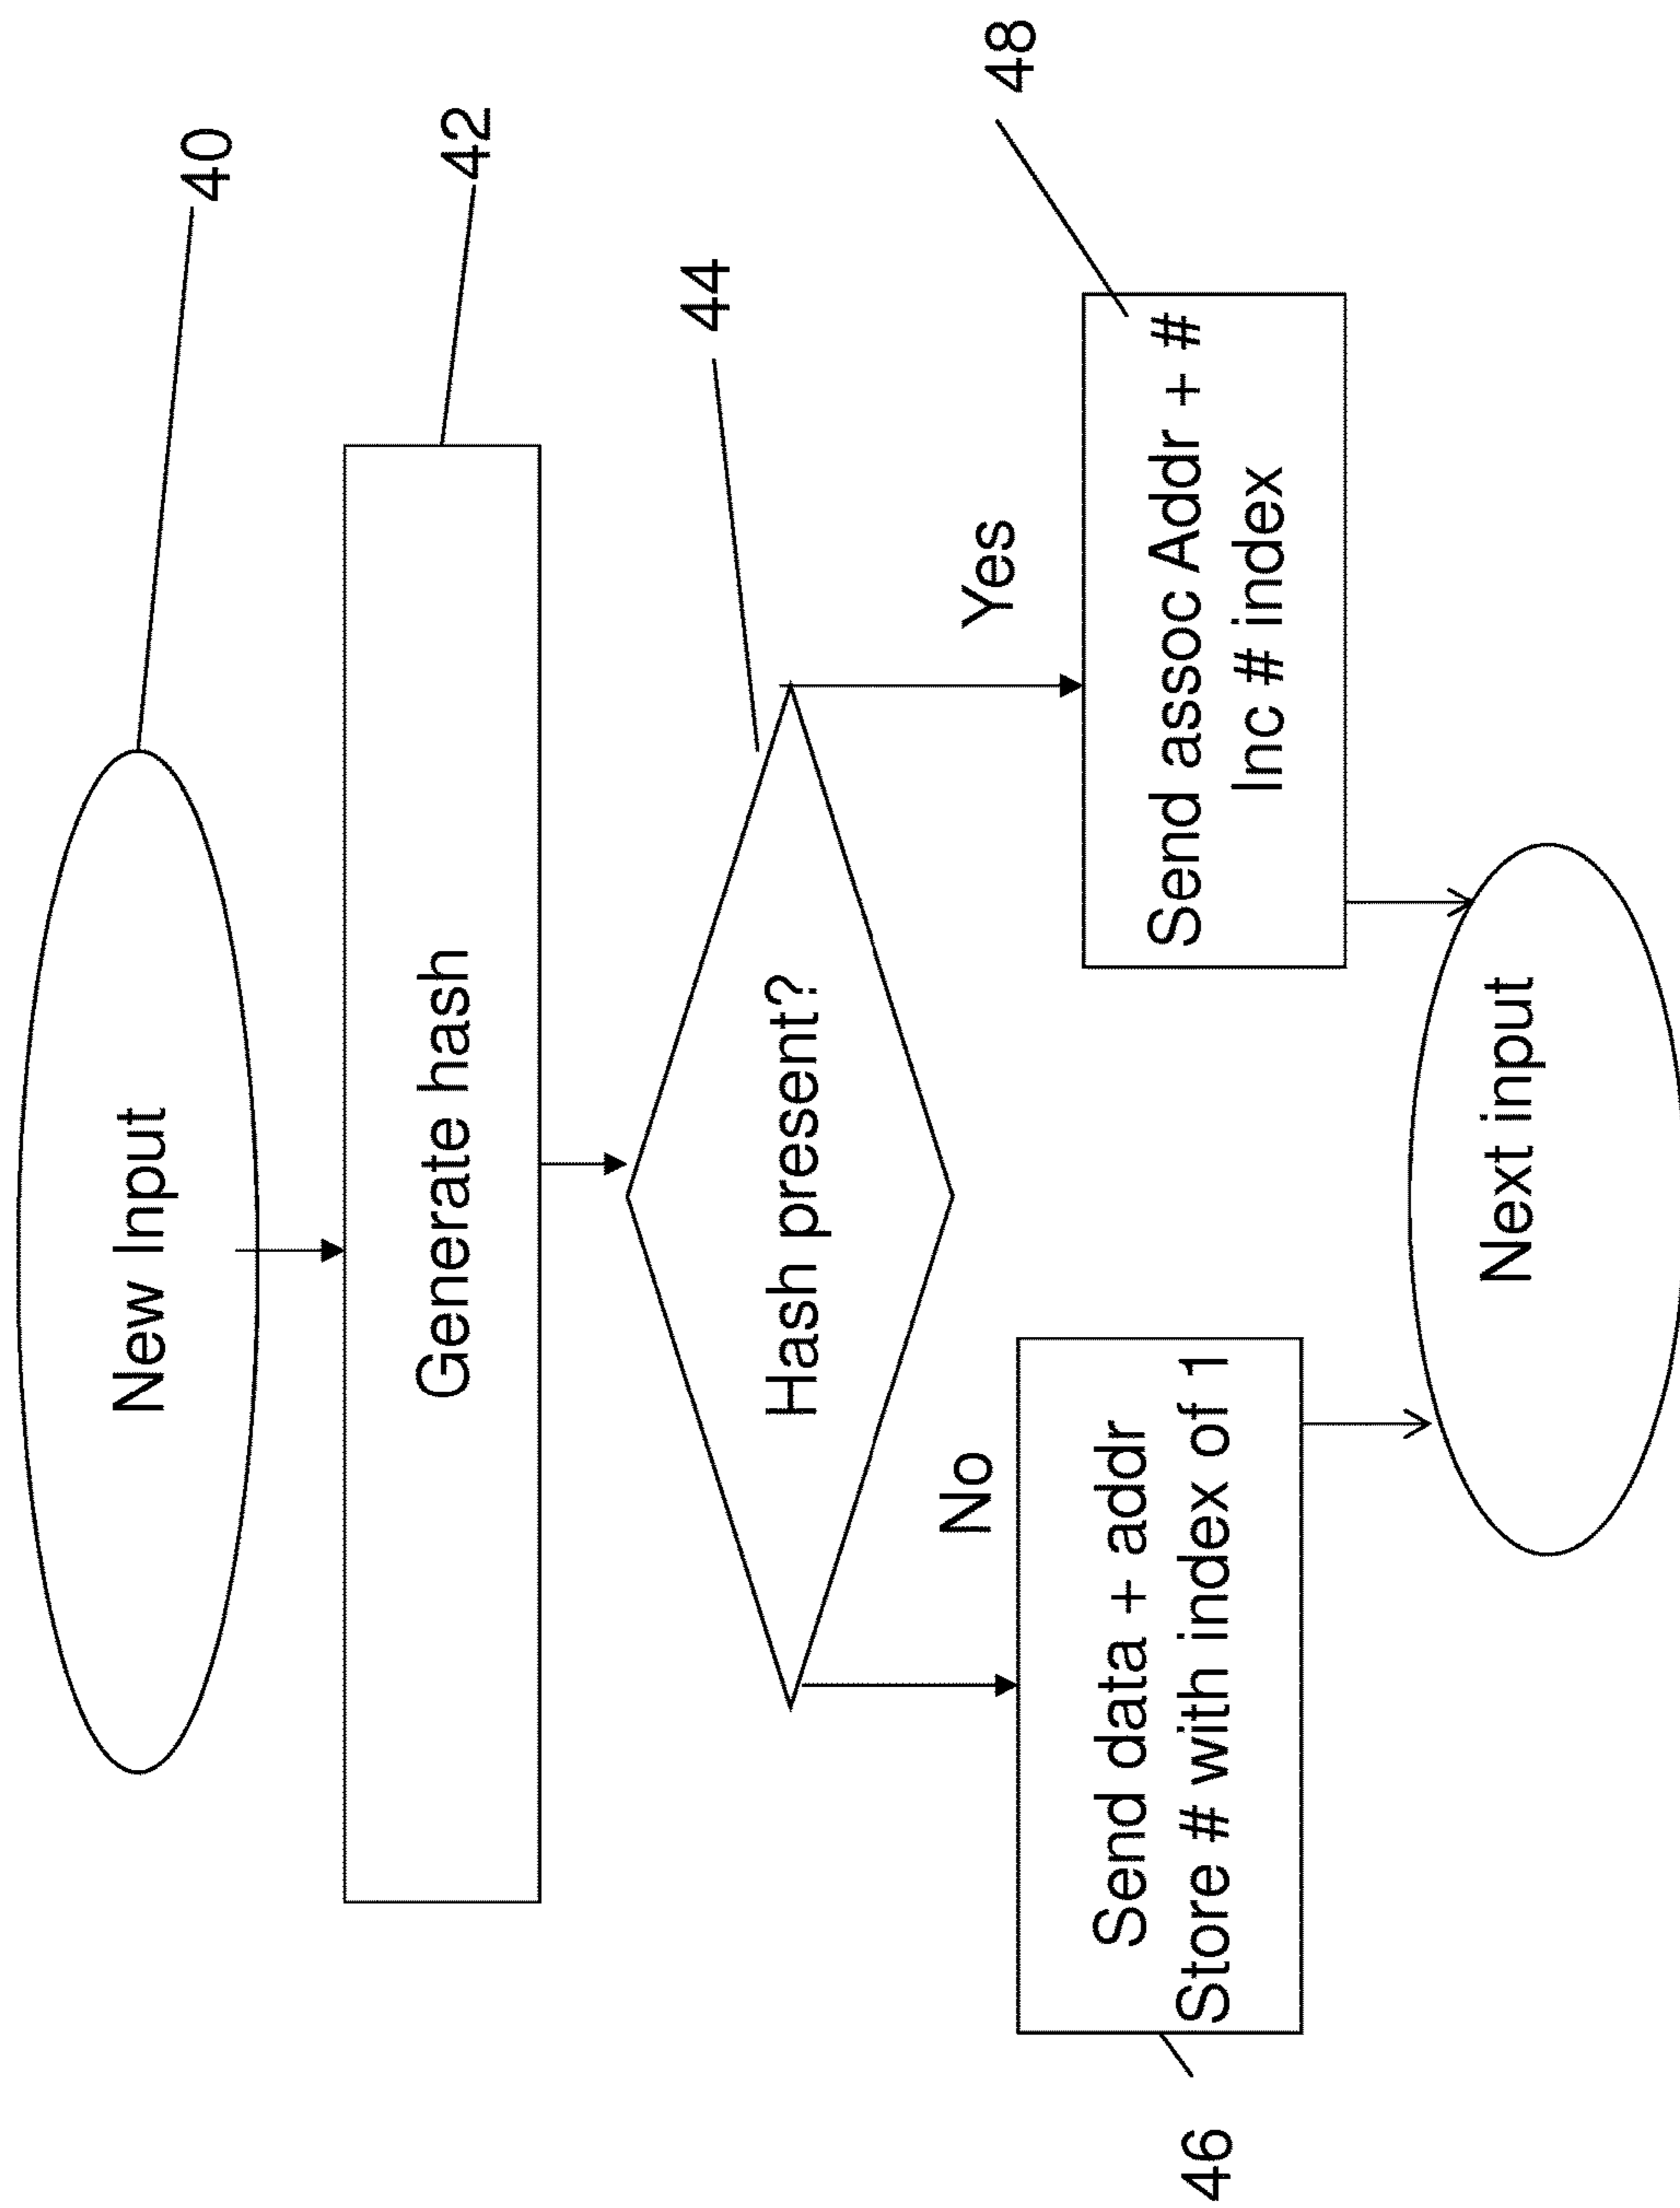 New Input
40
Generate hash
42
Hash present?
44
No
Yes
Send data + addr
Store # with index of 1
46
Send assoc Addr + #
Inc # index
48
Next input